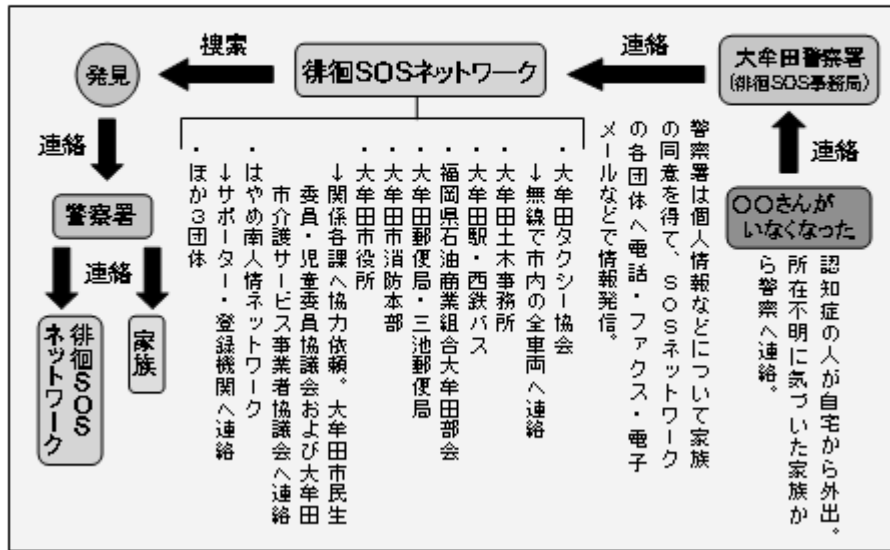 〇〇さんが
いなくなった
認知症の人が自宅から外出。
所在不明に気づいた家族か
ら警察へ連絡。
連絡
大牟田警察署
(徘徊SOS事務局)
警察署は個人情報などについて家族
の同意を得て、SOSネットワーク
の各団体へ電話・ファクス・電子
メールなどで情報発信。
連絡
徘徊SOSネットワーク
・大牟田タクシー協会
↓無線で市内の全車両へ連絡
・大牟田土木事務所
・大牟田駅・西鉄バス
・福岡県石油商業組合大牟田部会
・大牟田郵便局・三池郵便局
・大牟田市消防本部
・大牟田市役所
↓関係各課へ協力依頼。大牟田市民生
委員・児童委員協議会および大牟田
市介護サービス事業者協議会へ連絡
・はやめ南人情ネットワーク
↓サポーター・登録機関へ連絡
・ほか3団体
捜索
発見
連絡
警察署
連絡
家族
徘徊SOS
ネットワーク